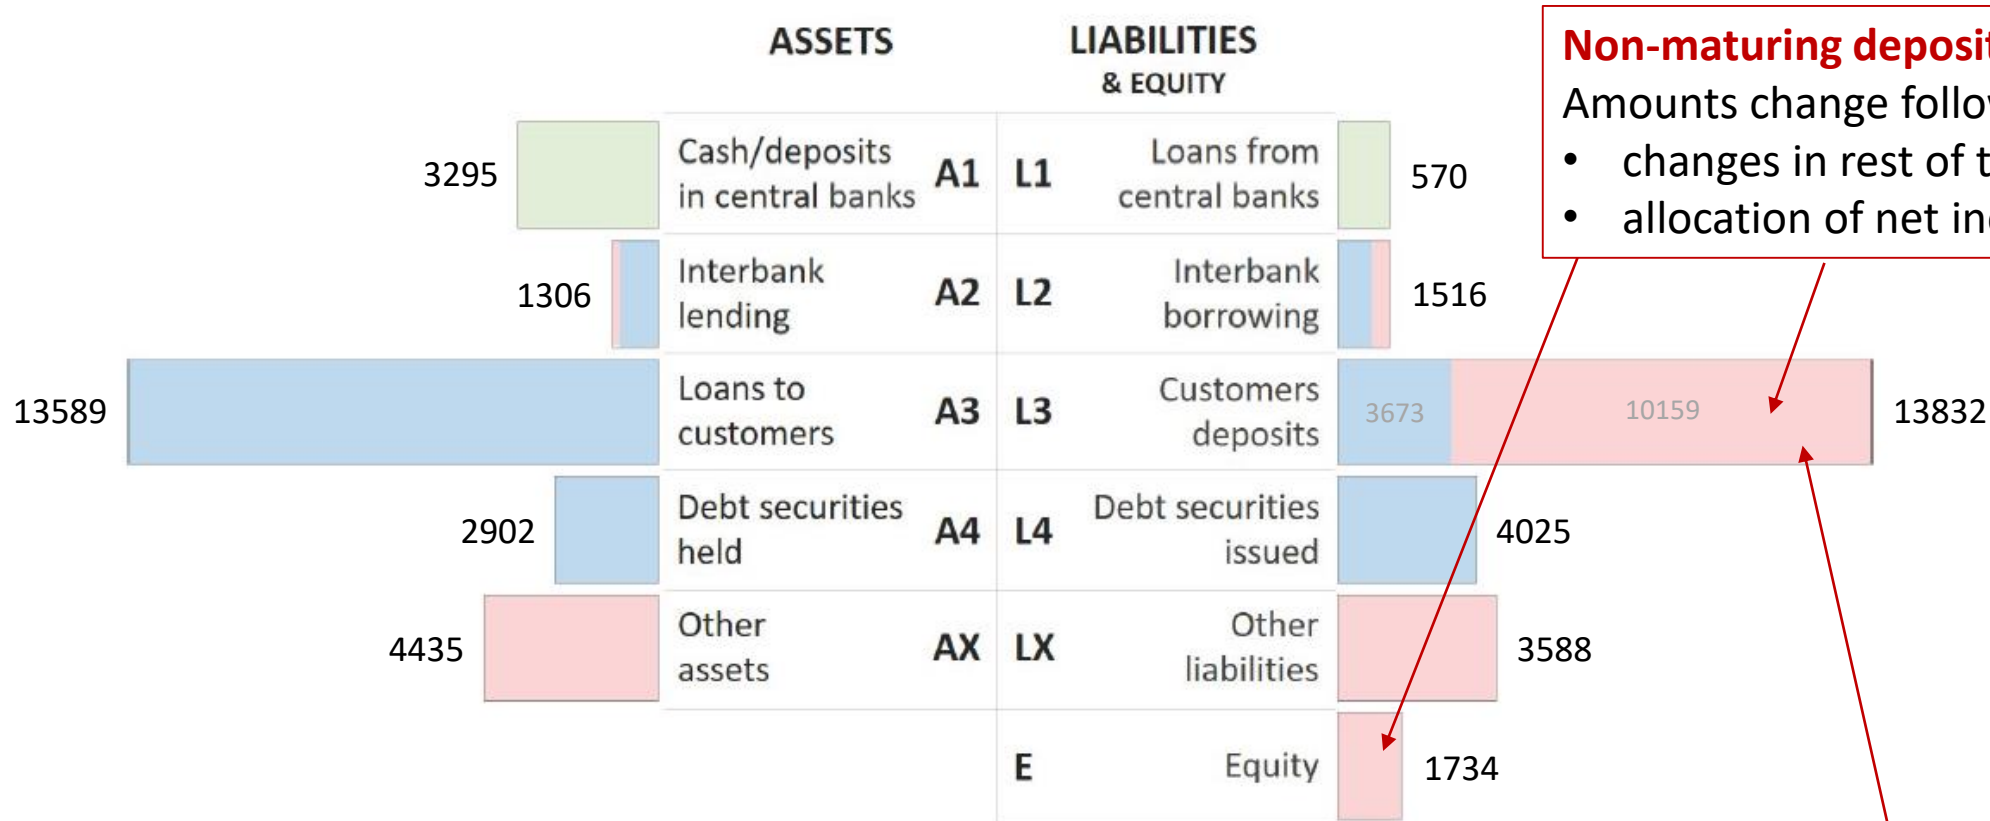 ASSETS
LIABILITIES
& EQUITY
Non-maturing deposit
Amounts change follow
• changes in rest of t
• allocation of net in
3295
Cash/deposits
in central banks
A1
L1
Loans from
central banks
570
1306
Interbank
lending
A2
L2
Interbank
borrowing
1516
13589
Loans to
customers
A3
L3
Customers
deposits
3673
10159
13832
2902
Debt securities
held
A4
L4
Debt securities
issued
4025
4435
Other
assets
AX
LX
Other
liabilities
3588
E
Equity
1734